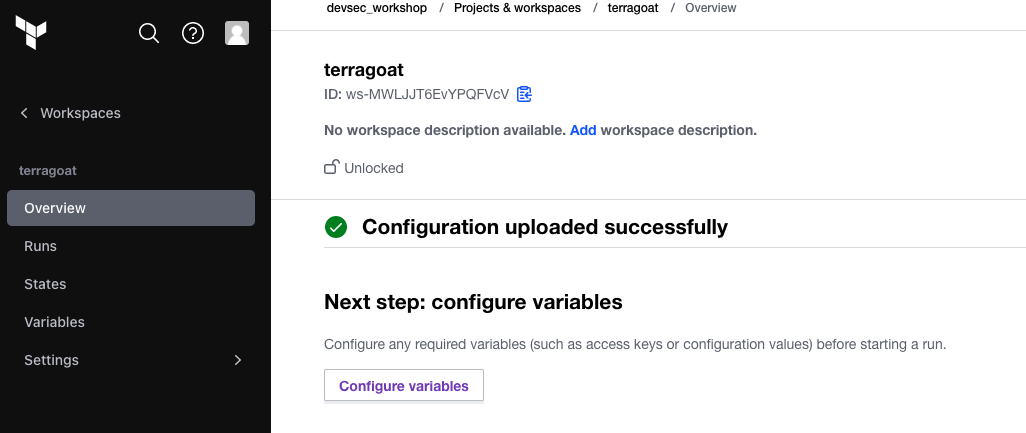 devsec_workshop / Projects & workspaces / terragoat / Overview
Workspaces
terragoat
Overview
Runs
States
Variables
Settings
terragoat
ID: ws-MWLJJT6EvYPQFVcV
No workspace description available. Add workspace description.
Unlocked
Configuration uploaded successfully
Next step: configure variables
Configure any required variables (such as access keys or configuration values) before starting a run.
Configure variables